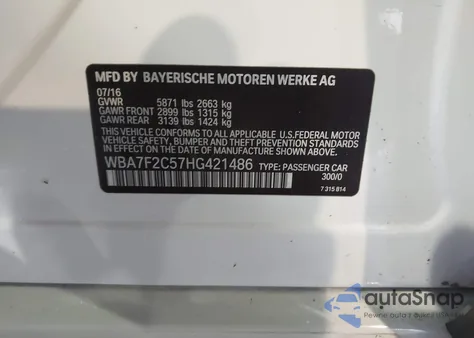 MFD BY BAYERISCHE MOTOREN WERKE AG
07/16
GVWR 5871 lbs 2663 kg
GAWR FRONT 2899 lbs 1315 kg
GAWR REAR 3139 lbs 1424 kg
THIS VEHICLE CONFORMS TO ALL APPLICABLE U.S.FEDERAL MOTOR
VEHICLE SAFETY, BUMPER AND THEFT PREVENTION STANDARDS
IN EFFECT ON THE DATE OF MANUFACTURE SHOWN ABOVE.
WBA7F2C57HG421486 TYPE: PASSENGER CAR
300/0
7 315 814
autaSnap
Pewne auta z